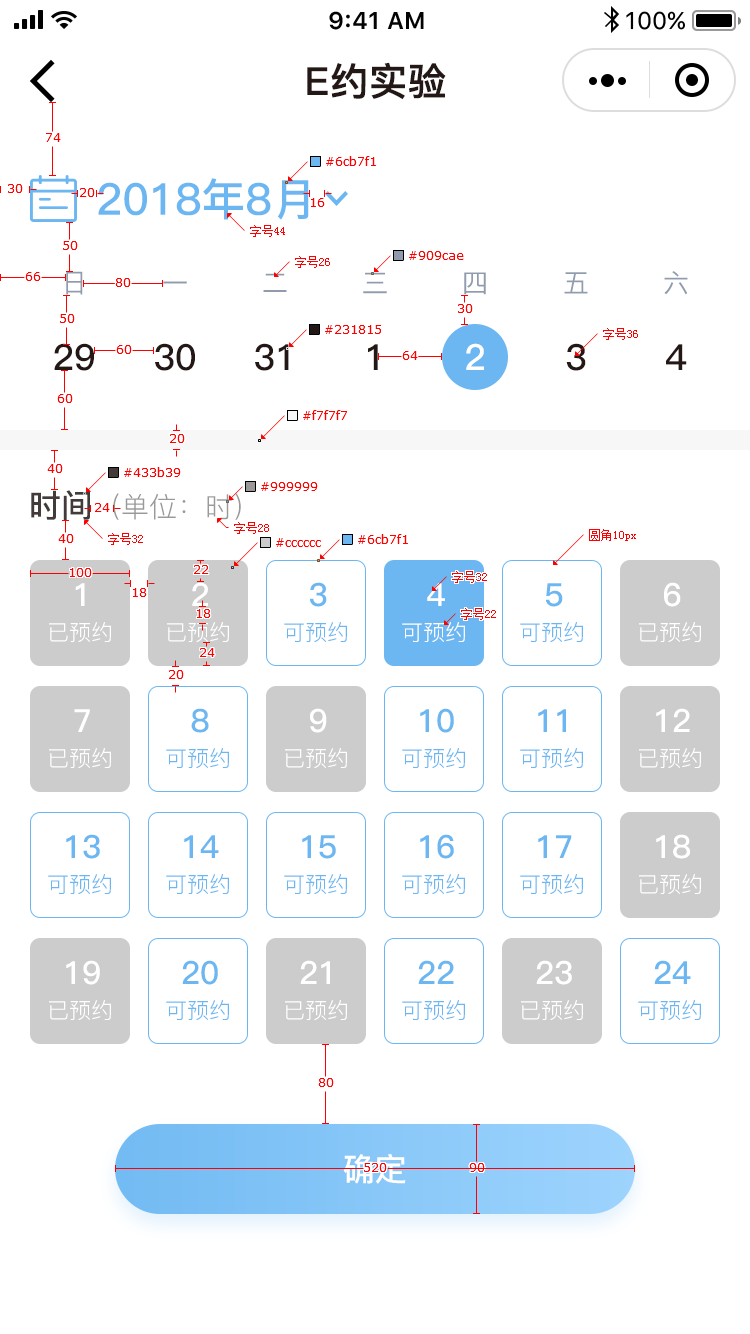 9:41 AM 100%
E约实验
74
#6cb7f1
30 20 2018年8月 16
字号44
50
字号26 #909cae
66 日 80 一 二 三 四 五 六
30
50
#231815 字号36
29 60 30 31 1 64 2 3 4
60
#f7f7f7
20
40 #433b39
#999999
时间 24 (单位：时)
字号28
40 字号32 #cccccc #6cb7f1 圆角10px
100 22 字号32
18
1 2 3 4 5 6
18 字号22
已预约 已预约 可预约 可预约 可预约 已预约
24
20
7 8 9 10 11 12
已预约 可预约 已预约 可预约 可预约 已预约
13 14 15 16 17 18
可预约 可预约 可预约 可预约 可预约 已预约
19 20 21 22 23 24
已预约 可预约 已预约 可预约 已预约 可预约
80
确定 520 90